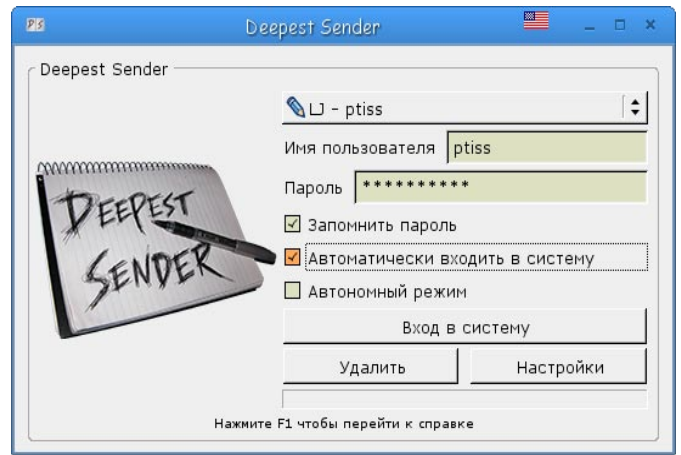 PS
Deepest Sender
Deepest Sender
LJ - ptiss
Имя пользователя ptiss
DEEPEST
SENDER
Пароль **********
Запомнить пароль
Автоматически входить в систему
Автономный режим
Вход в систему
Удалить Настройки
Нажмите F1 чтобы перейти к справке